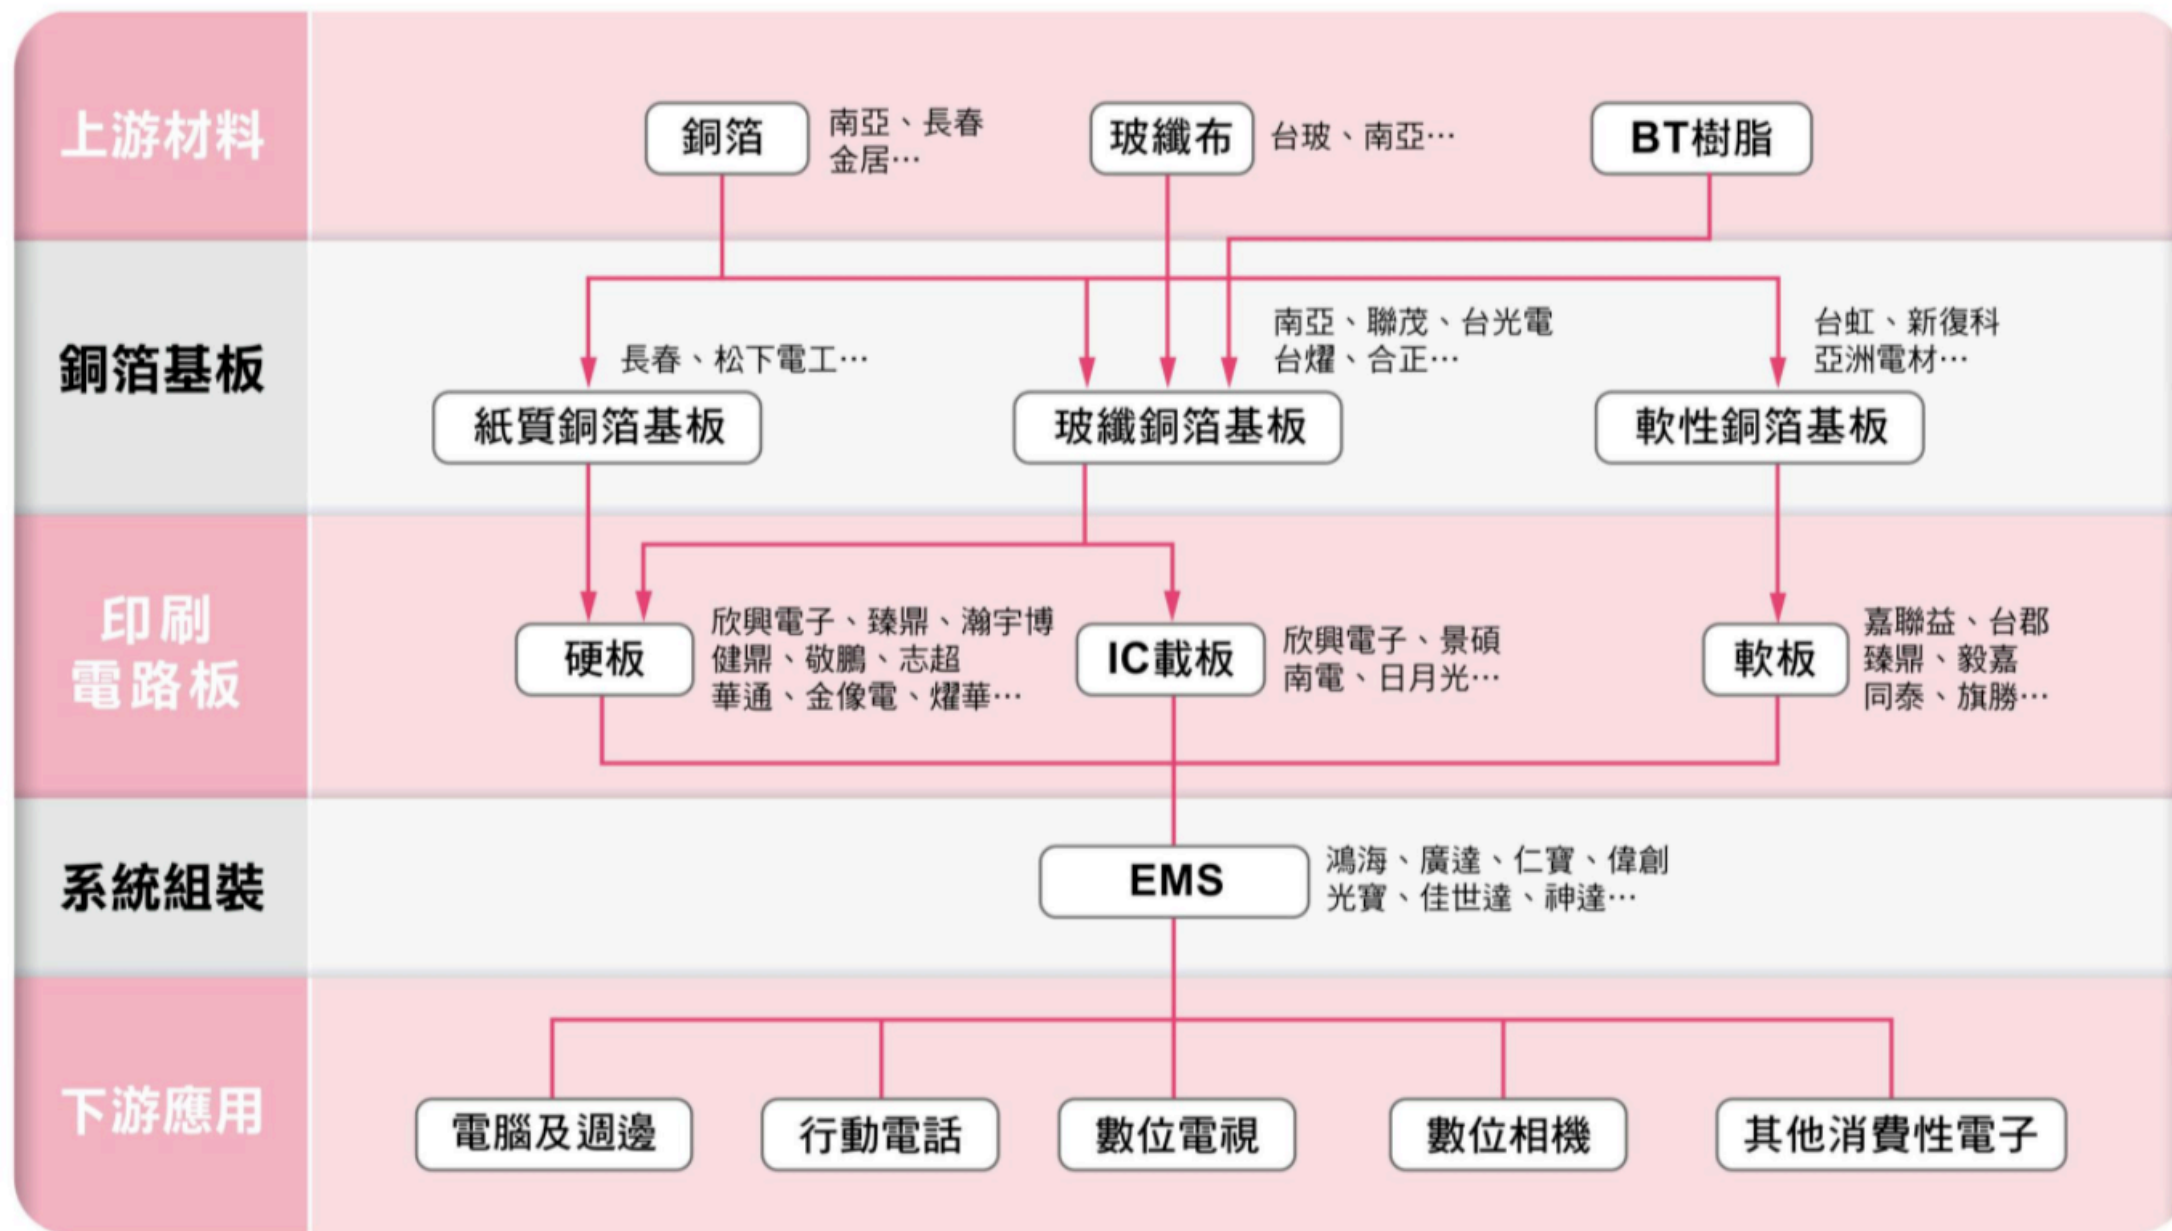 上游材料
銅箔
南亞、長春
金居…
玻纖布
台玻、南亞…
BT樹脂
銅箔基板
長春、松下電工…
紙質銅箔基板
南亞、聯茂、台光電
台燿、合正…
玻纖銅箔基板
台虹、新復科
亞洲電材…
軟性銅箔基板
印刷
電路板
硬板
欣興電子、臻鼎、瀚宇博
健鼎、敬鵬、志超
華通、金像電、燿華…
IC載板
欣興電子、景碩
南電、日月光…
軟板
嘉聯益、台郡
臻鼎、毅嘉
同泰、旗勝…
系統組裝
EMS
鴻海、廣達、仁寶、偉創
光寶、佳世達、神達…
下游應用
電腦及週邊
行動電話
數位電視
數位相機
其他消費性電子